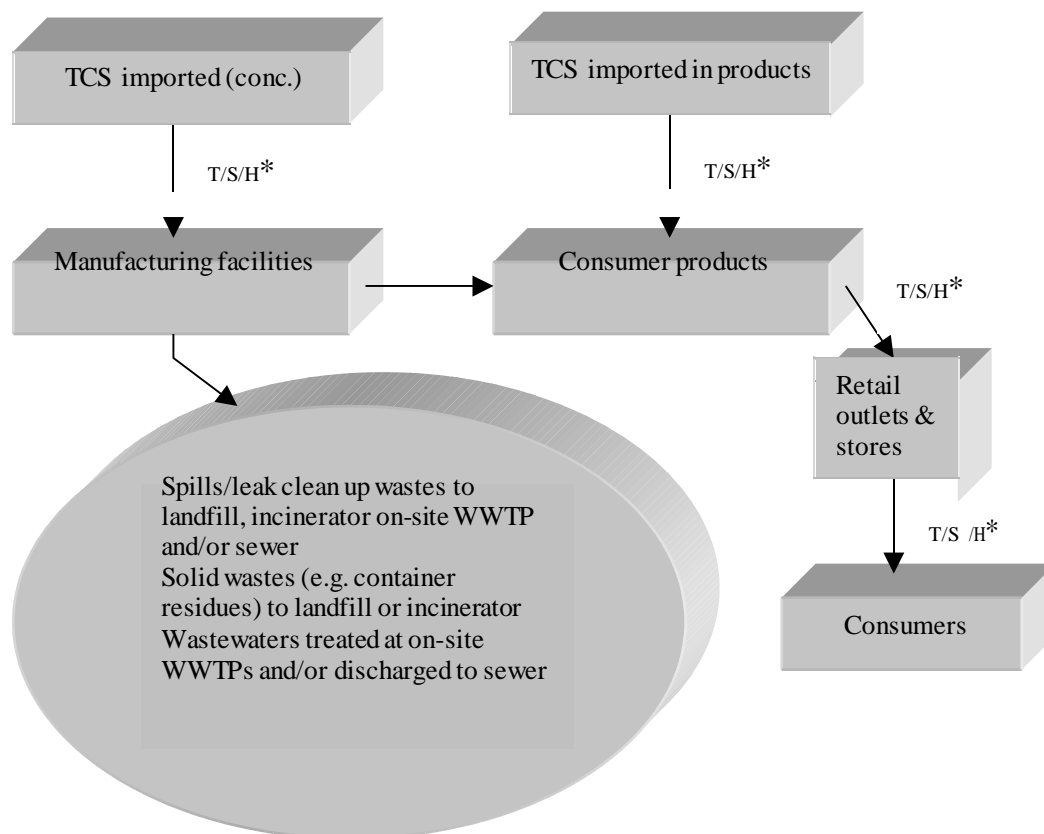 TCS imported (conc.)
TCS imported in products
T/S/H*
T/S/H*
Manufacturing facilities
Consumer products
T/S/H*
Retail
outlets &
stores
T/S /H*
Consumers
Spills/leak clean up wastes to
landfill, incinerator on-site WWTP
and/or sewer
Solid wastes (e.g. container
residues) to landfill or incinerator
Wastewaters treated at on-site
WWTPs and/or discharged to sewer